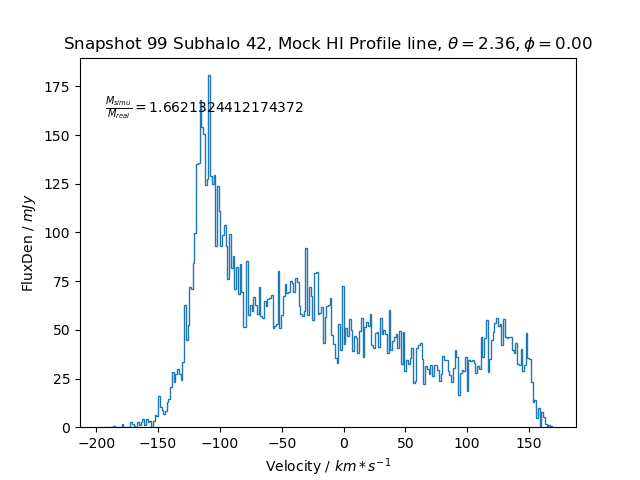 Snapshot 99 Subhalo 42, Mock HI Profile line, θ = 2.36, ϕ = 0.00
M_simu/M_real = 1.6621324412174372
175
150
125
100
75
50
25
0
FluxDen / mJy
−200 −150 −100 −50 0 50 100 150
Velocity / km * s⁻¹